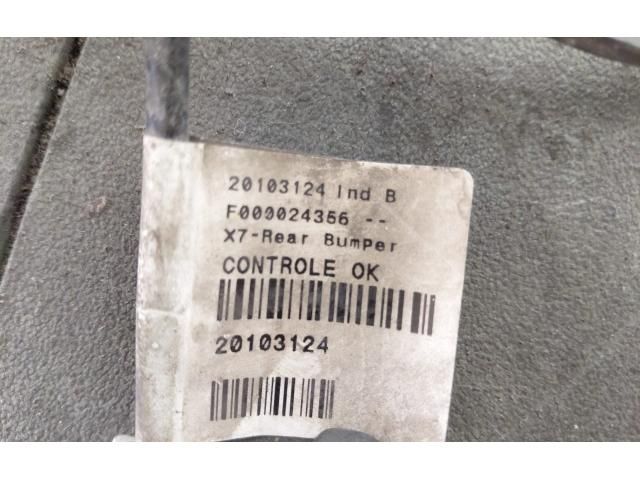 20103124 Ind B
F000024356 --
X7-Rear Bumper
CONTROLE OK
20103124